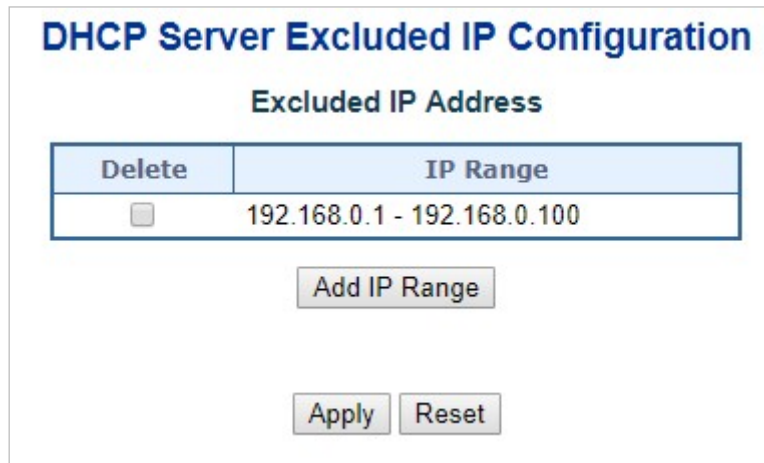 DHCP Server Excluded IP Configuration
Excluded IP Address
Delete IP Range
192.168.0.1 - 192.168.0.100
Add IP Range
Apply Reset